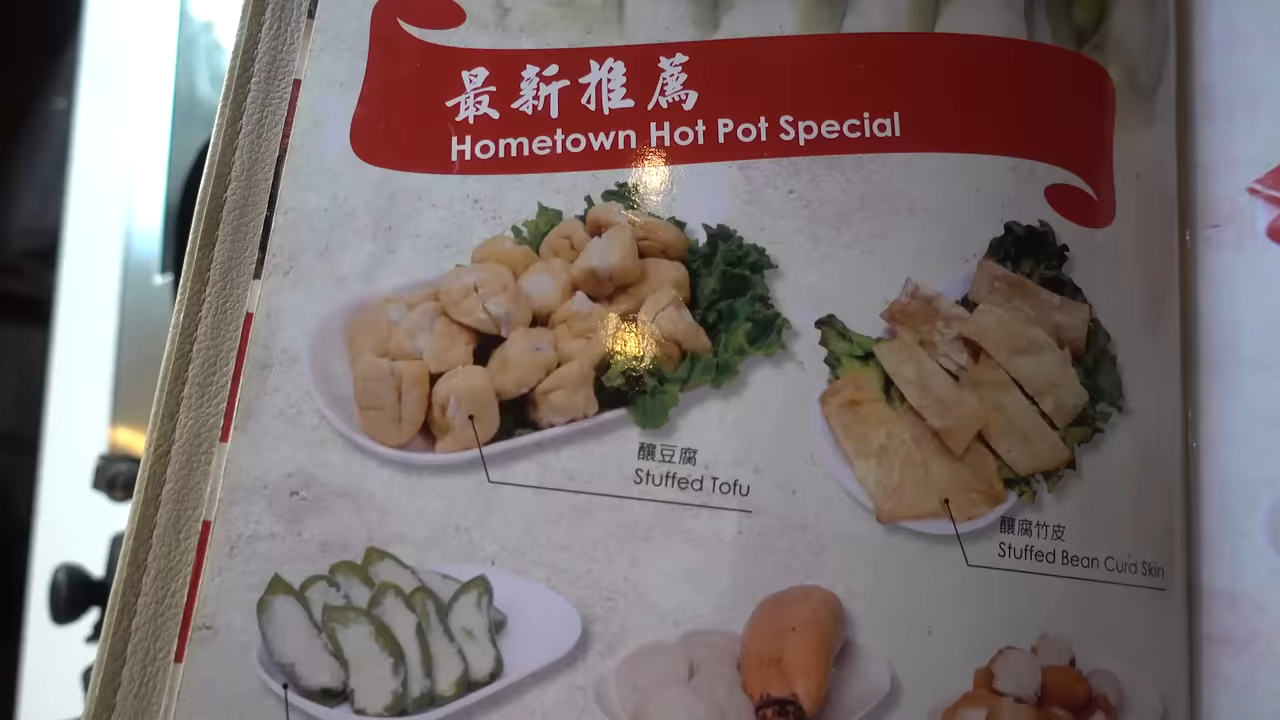 最新推薦
Hometown Hot Pot Special
釀豆腐
Stuffed Tofu
釀腐竹皮
Stuffed Bean Curd Skin